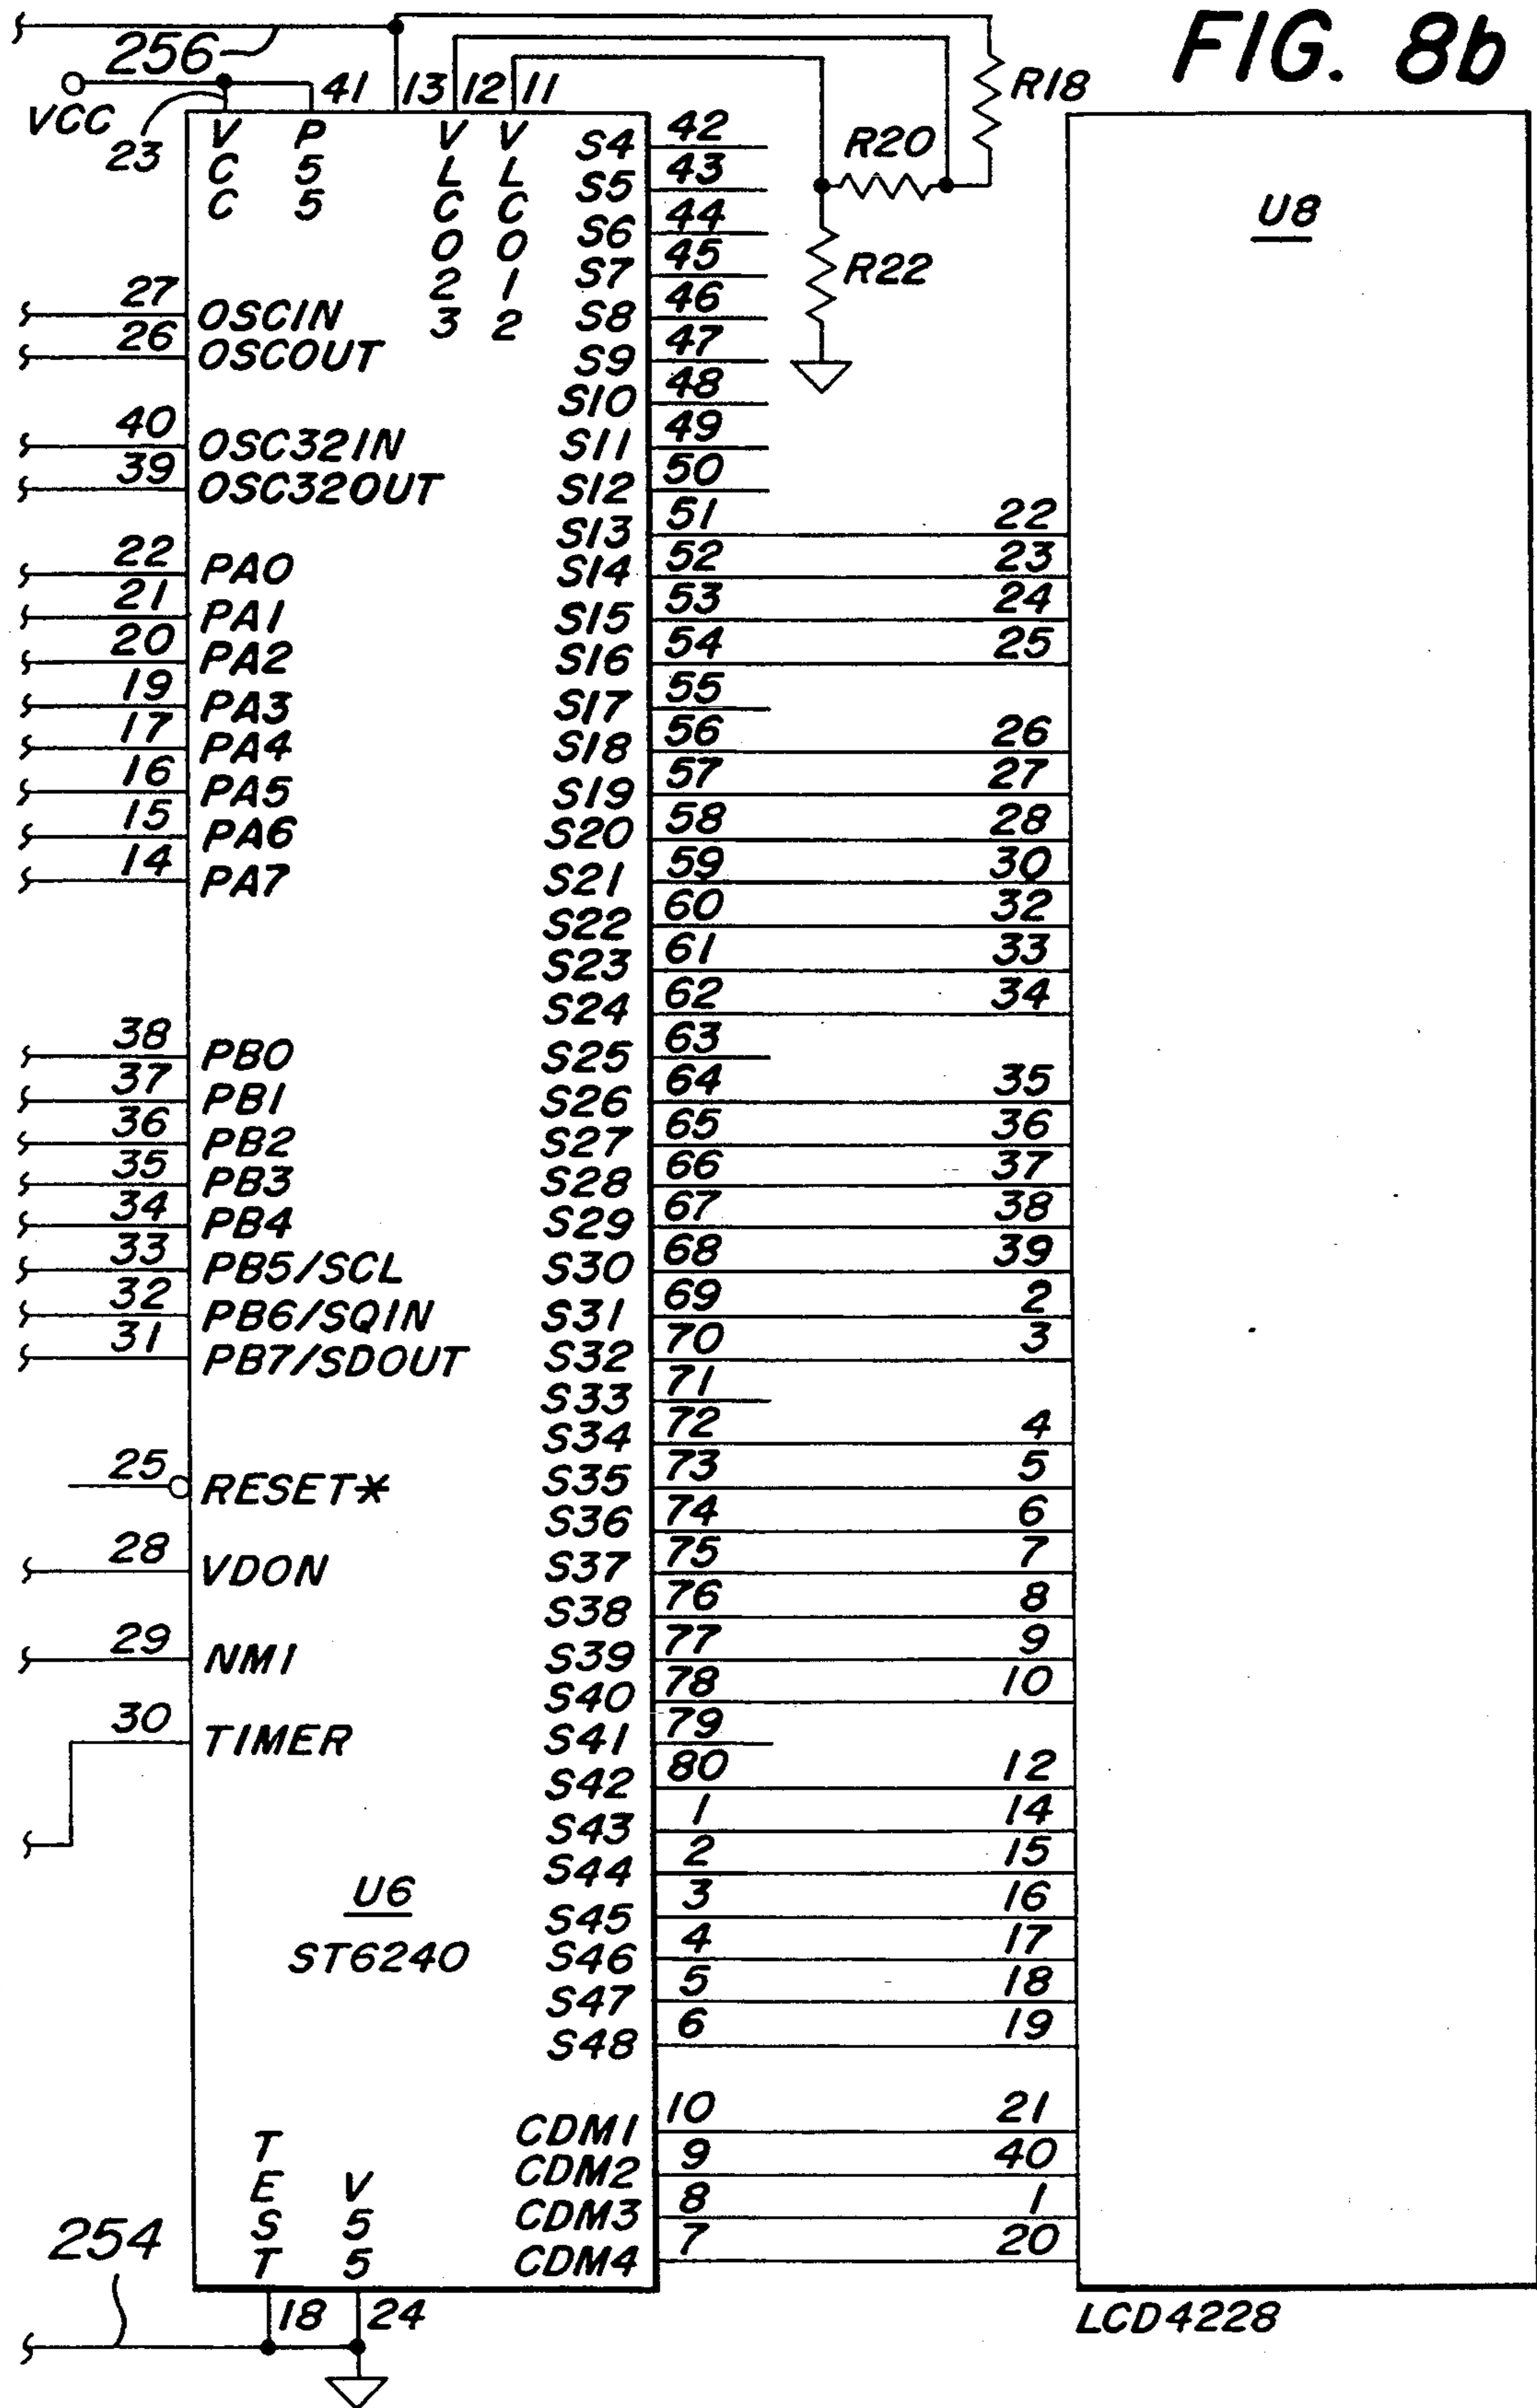 FIG. 8b
256
VCC
23
41 13 12 11
R18
R20
R22
VCC P55 VLC023 VLC012
U8
S4 42
S5 43
S6 44
S7 45
S8 46
S9 47
S10 48
S11 49
S12 50
S13 51 22
S14 52 23
S15 53 24
S16 54 25
S17 55
S18 56 26
S19 57 27
S20 58 28
S21 59 30
S22 60 32
S23 61 33
S24 62 34
S25 63
S26 64 35
S27 65 36
S28 66 37
S29 67 38
S30 68 39
S31 69 2
S32 70 3
S33 71
S34 72 4
S35 73 5
S36 74 6
S37 75 7
S38 76 8
S39 77 9
S40 78 10
S41 79
S42 80 12
S43 1 14
S44 2 15
S45 3 16
S46 4 17
S47 5 18
S48 6 19
CDM1 10 21
CDM2 9 40
CDM3 8 1
CDM4 7 20
27 OSCIN
26 OSCOUT
40 OSC32IN
39 OSC32OUT
22 PA0
21 PA1
20 PA2
19 PA3
17 PA4
16 PA5
15 PA6
14 PA7
38 PB0
37 PB1
36 PB2
35 PB3
34 PB4
33 PB5/SCL
32 PB6/SQIN
31 PB7/SDOUT
25 RESET*
28 VDON
29 NMI
30 TIMER
U6
ST6240
TEST V55
254
18 24
LCD4228